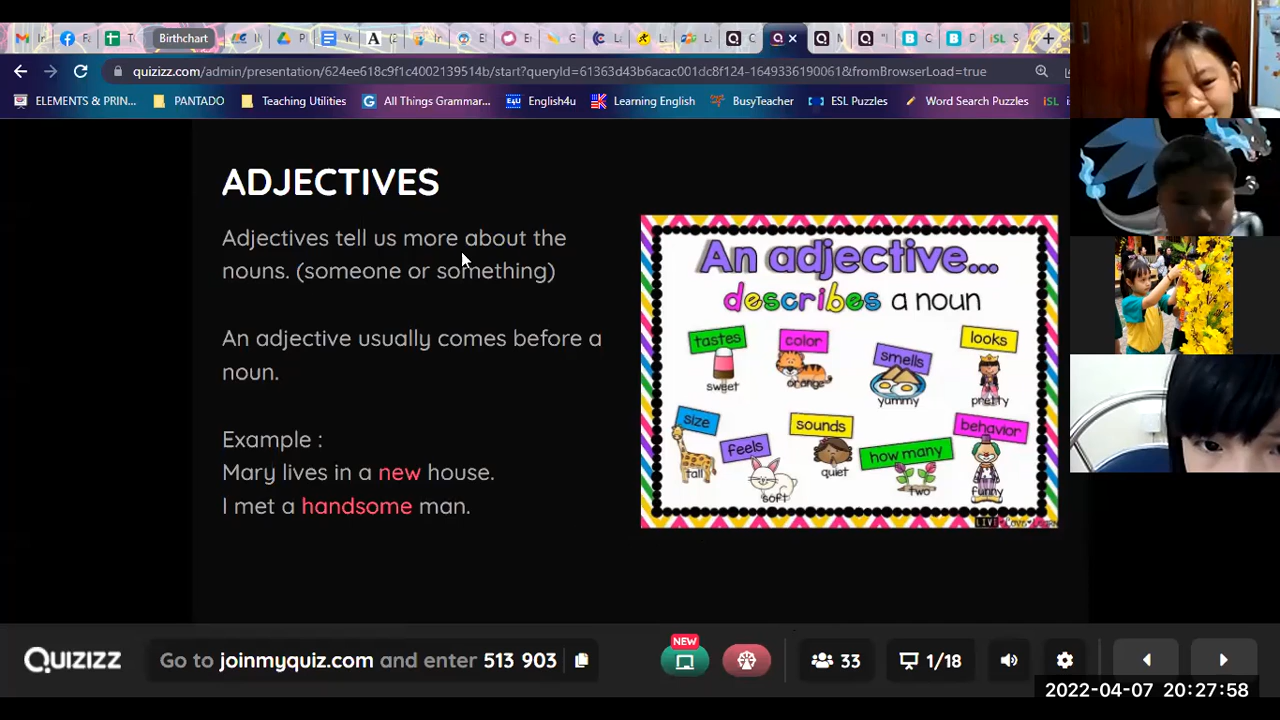 Birthchart
quizizz.com/admin/presentation/624ee618c9f1c4002139514b/start?queryId=61363d43b6acac001dc8f124-1649336190061&fromBrowserLoad=true
ELEMENTS & PRIN... PANTADO Teaching Utilities All Things Grammar... English4u Learning English BusyTeacher ESL Puzzles Word Search Puzzles
ADJECTIVES
Adjectives tell us more about the
nouns. (someone or something)
An adjective usually comes before a
noun.
Example :
Mary lives in a new house.
I met a handsome man.
An adjective...
describes a noun
tastes
sweet
color
orange
smells
yummy
looks
pretty
size
tall
feels
soft
sounds
quiet
how many
two
behavior
funny
QUIZIZZ
Go to joinmyquiz.com and enter 513 903
NEW
33
1/18
2022-04-07 20:27:58